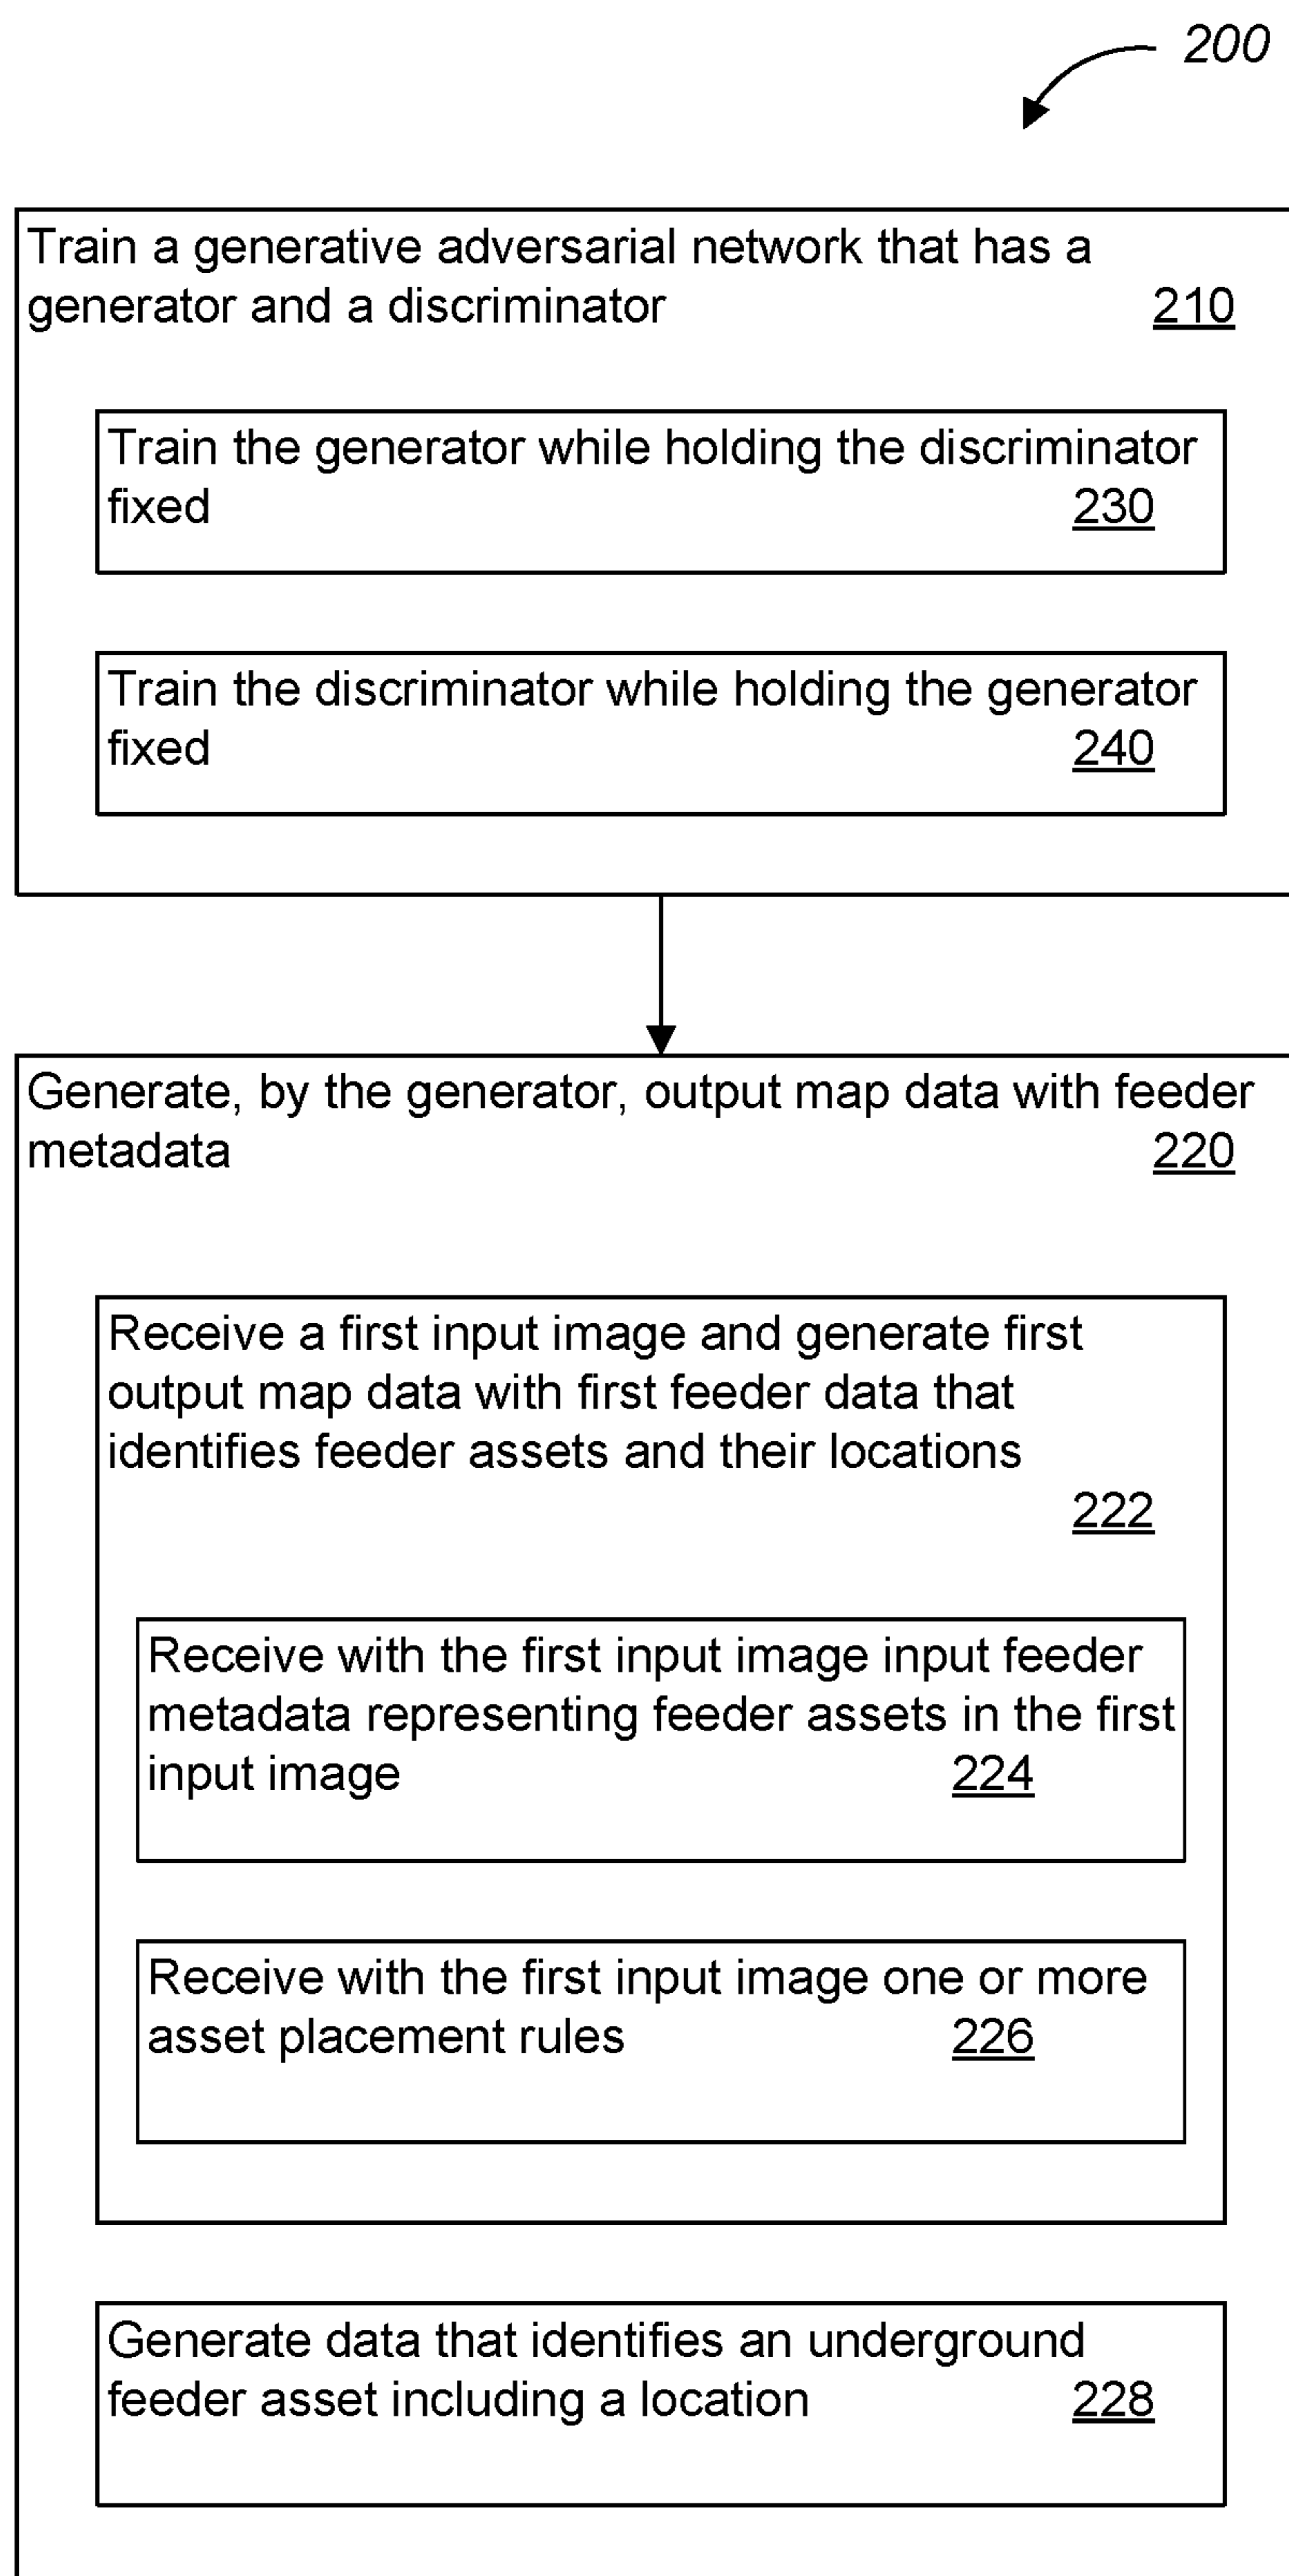 200
Train a generative adversarial network that has a
generator and a discriminator 210
Train the generator while holding the discriminator
fixed 230
Train the discriminator while holding the generator
fixed 240
Generate, by the generator, output map data with feeder
metadata 220
Receive a first input image and generate first
output map data with first feeder data that
identifies feeder assets and their locations
222
Receive with the first input image input feeder
metadata representing feeder assets in the first
input image 224
Receive with the first input image one or more
asset placement rules 226
Generate data that identifies an underground
feeder asset including a location 228